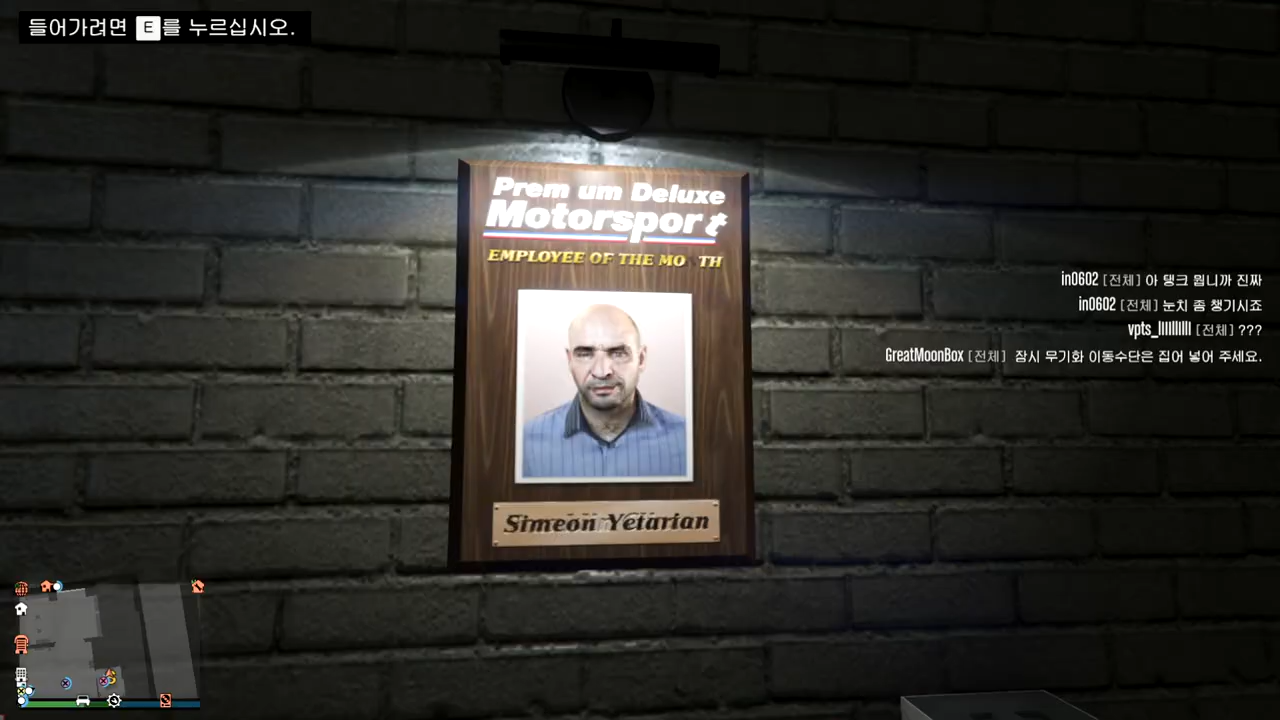 들어가려면 E를 누르십시오.
Prem um Deluxe
Motorsport
EMPLOYEE OF THE MO TH
Simeon Yetarian
in0602 [전체] 아 탱크 뭡니까 진짜
in0602 [전체] 눈치 좀 챙기시죠
vpts_llllllllll [전체] ???
GreatMoonBox [전체] 잠시 무기화 이동수단은 집어 넣어 주세요.